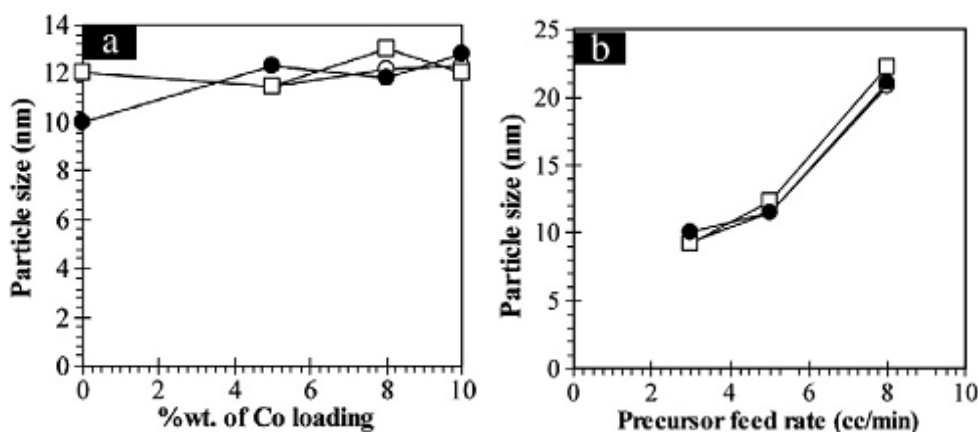 a
Particle size (nm)
14
12
10
8
6
4
2
0
0 2 4 6 8 10
%wt. of Co loading
b
Particle size (nm)
25
20
15
10
5
0
0 2 4 6 8 10
Precursor feed rate (cc/min)